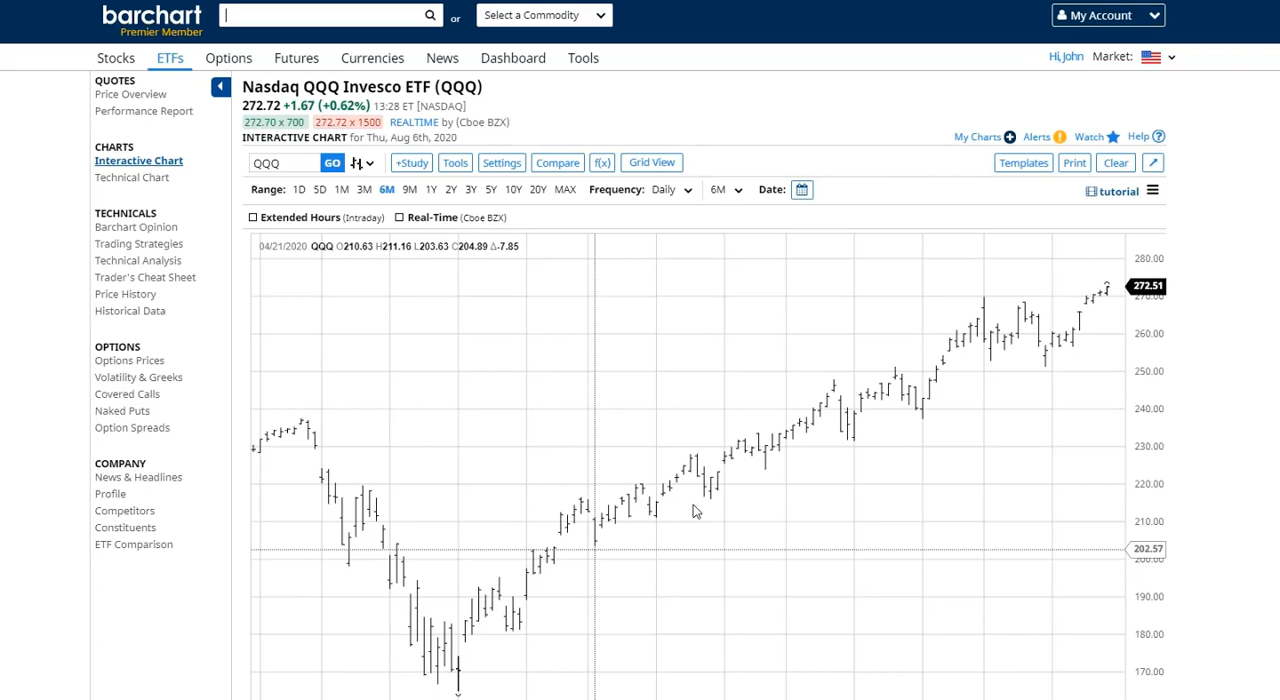 barchart
Premier Member
or
Select a Commodity
My Account
Stocks ETFs Options Futures Currencies News Dashboard Tools
Hi, John Market:
QUOTES
Price Overview
Performance Report
CHARTS
Interactive Chart
Technical Chart
TECHNICALS
Barchart Opinion
Trading Strategies
Technical Analysis
Trader's Cheat Sheet
Price History
Historical Data
OPTIONS
Options Prices
Volatility & Greeks
Covered Calls
Naked Puts
Option Spreads
COMPANY
News & Headlines
Profile
Competitors
Constituents
ETF Comparison
Nasdaq QQQ Invesco ETF (QQQ)
272.72 +1.67 (+0.62%) 13:28 ET [NASDAQ]
272.70 x 700 272.72 x 1500 REALTIME by (Cboe BZX)
INTERACTIVE CHART for Thu, Aug 6th, 2020
My Charts Alerts Watch Help
QQQ GO +Study Tools Settings Compare f(x) Grid View Templates Print Clear
Range: 1D 5D 1M 3M 6M 9M 1Y 2Y 3Y 5Y 10Y 20Y MAX Frequency: Daily 6M Date:
tutorial
Extended Hours (Intraday) Real-Time (Cboe BZX)
04/21/2020 QQQ O210.63 H211.16 L203.63 C204.89 Δ-7.85
280.00
272.51
270.00
260.00
250.00
240.00
230.00
220.00
210.00
202.57
200.00
190.00
180.00
170.00